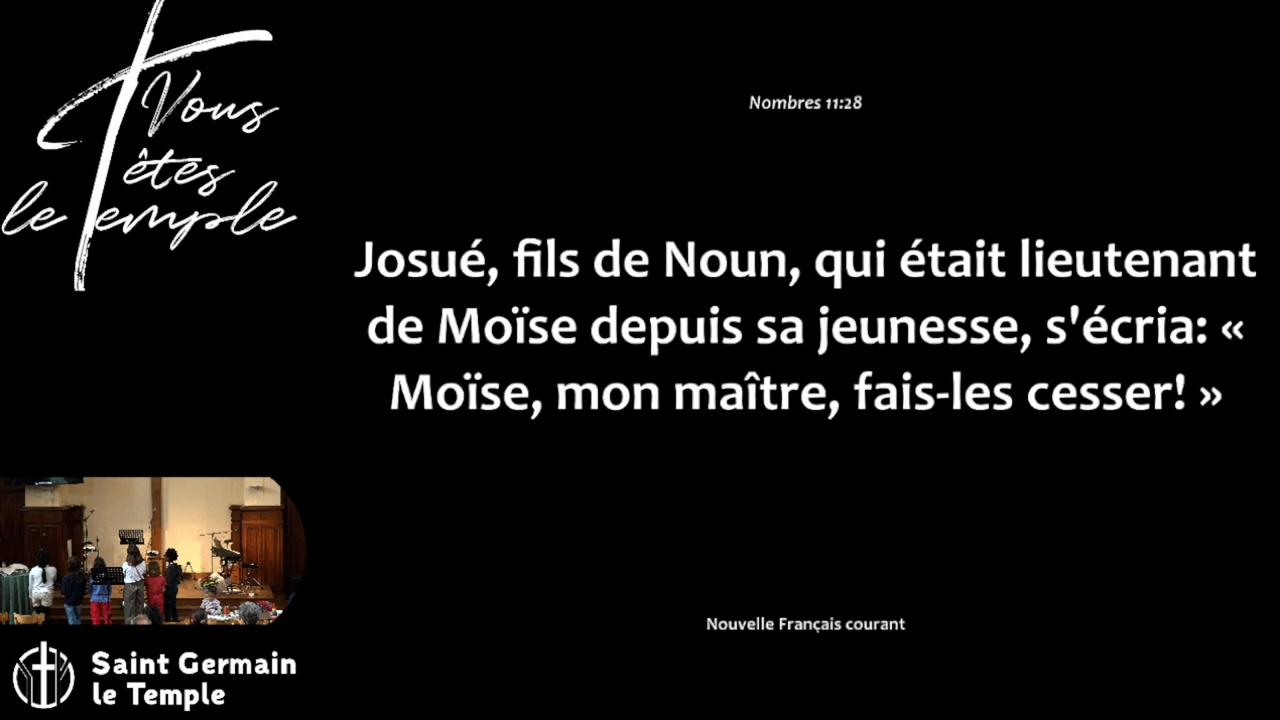 Vous
êtes
le Temple
Nombres 11:28
Josué, fils de Noun, qui était lieutenant
de Moïse depuis sa jeunesse, s'écria: «
Moïse, mon maître, fais-les cesser! »
Nouvelle Français courant
Saint Germain
le Temple